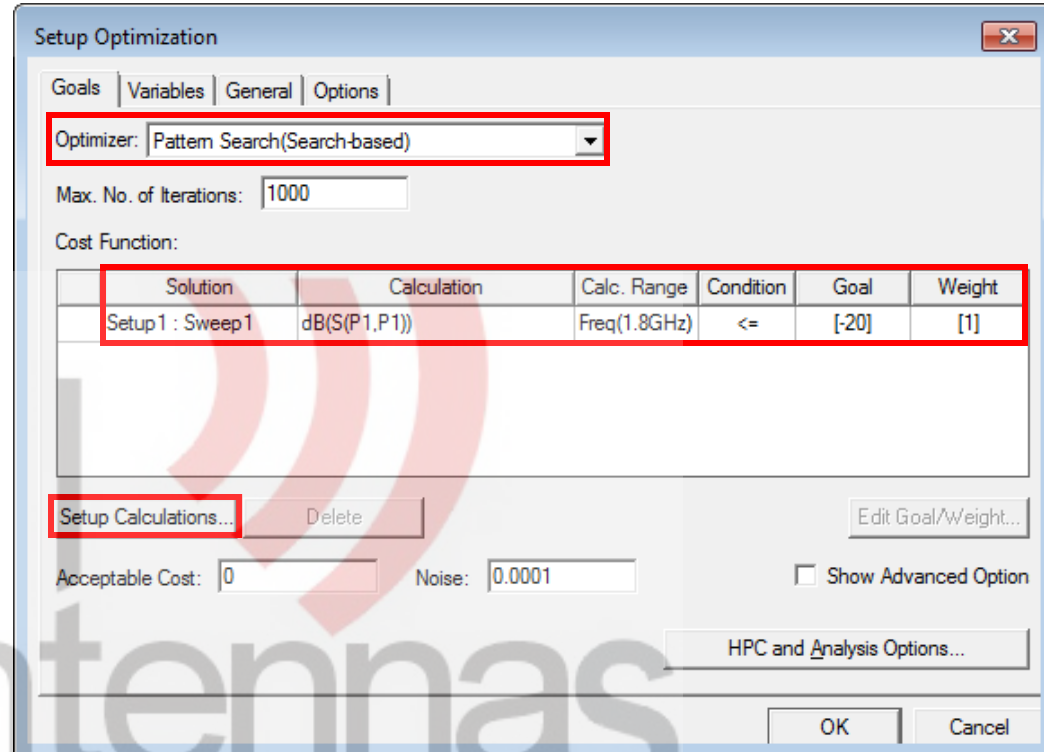 Setup Optimization
Goals Variables General Options
Optimizer: Pattern Search(Search-based)
Max. No. of Iterations: 1000
Cost Function:
Solution Calculation Calc. Range Condition Goal Weight
Setup1 : Sweep1 dB(S(P1,P1)) Freq(1.8GHz) <= [-20] [1]
Setup Calculations... Delete Edit Goal/Weight...
Acceptable Cost: 0 Noise: 0.0001 Show Advanced Option
HPC and Analysis Options...
ntennas
OK Cancel